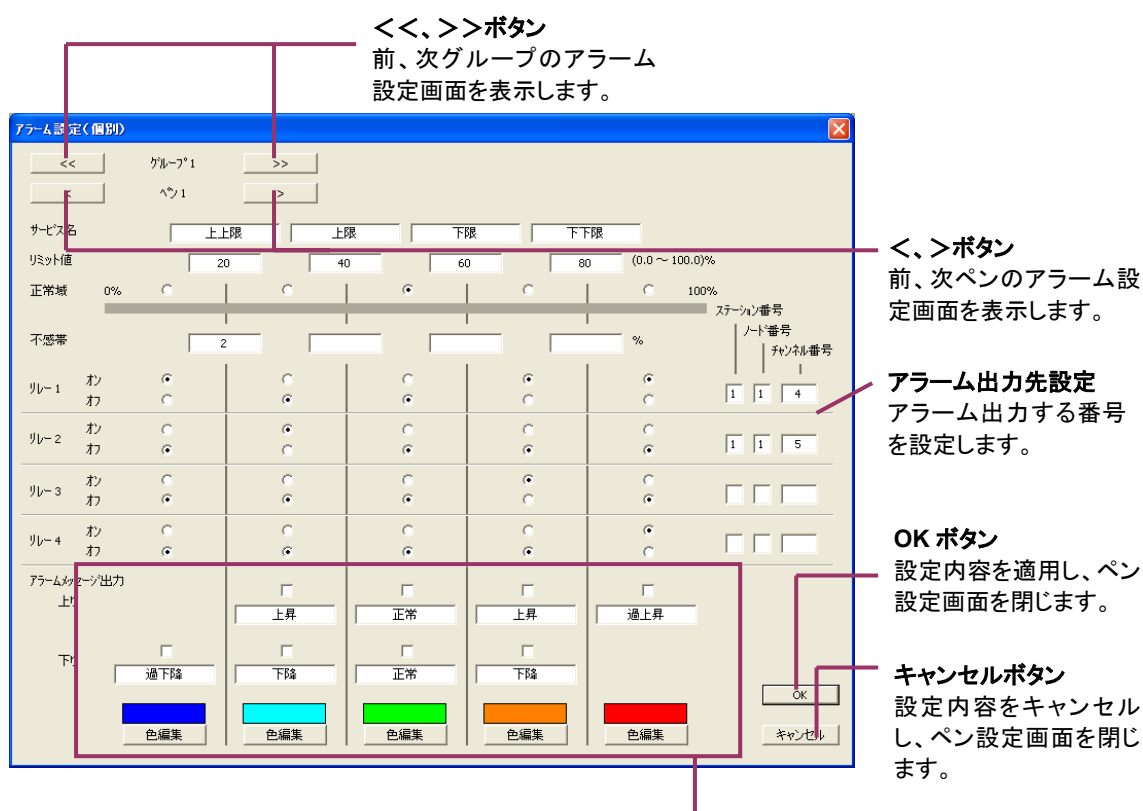 ＜＜、＞＞ボタン
前、次グループのアラーム
設定画面を表示します。
アラーム設定(個別)
<< ｸﾞﾙｰﾌﾟ1 >>
< ﾍﾟﾝ1 >
ｻｰﾋﾞｽ名 上上限 上限 下限 下下限
ﾘﾐｯﾄ値 20 40 60 80 (0.0 ～ 100.0)%
正常域 0% 100%
ｽﾃｰｼｮﾝ番号
ﾉｰﾄﾞ番号
ﾁｬﾝﾈﾙ番号
不感帯 2 %
ﾘﾚｰ1 ｵﾝ
ｵﾌ
1 1 4
ﾘﾚｰ2 ｵﾝ
ｵﾌ
1 1 5
ﾘﾚｰ3 ｵﾝ
ｵﾌ
ﾘﾚｰ4 ｵﾝ
ｵﾌ
ｱﾗｰﾑﾒｯｾｰｼﾞ出力
上り
上昇 正常 上昇 過上昇
下り
過下降 下降 正常 下降
色編集 色編集 色編集 色編集 色編集
OK
ｷｬﾝｾﾙ
＜、＞ボタン
前、次ペンのアラーム設
定画面を表示します。
アラーム出力先設定
アラーム出力する番号
を設定します。
OK ボタン
設定内容を適用し、ペン
設定画面を閉じます。
キャンセルボタン
設定内容をキャンセル
し、ペン設定画面を閉じ
ます。